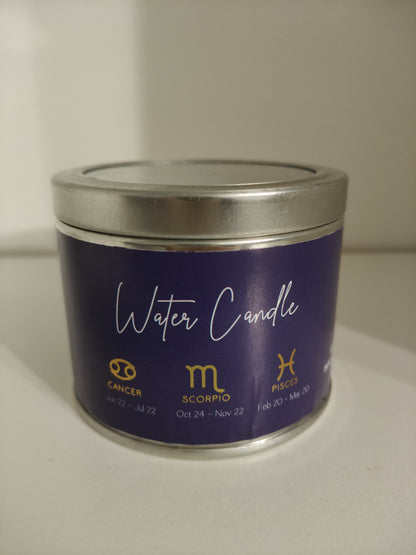 Water Candle
CANCER
Jun 22 – Jul 22
SCORPIO
Oct 24 – Nov 22
PISCES
Feb 20 – Mar 20